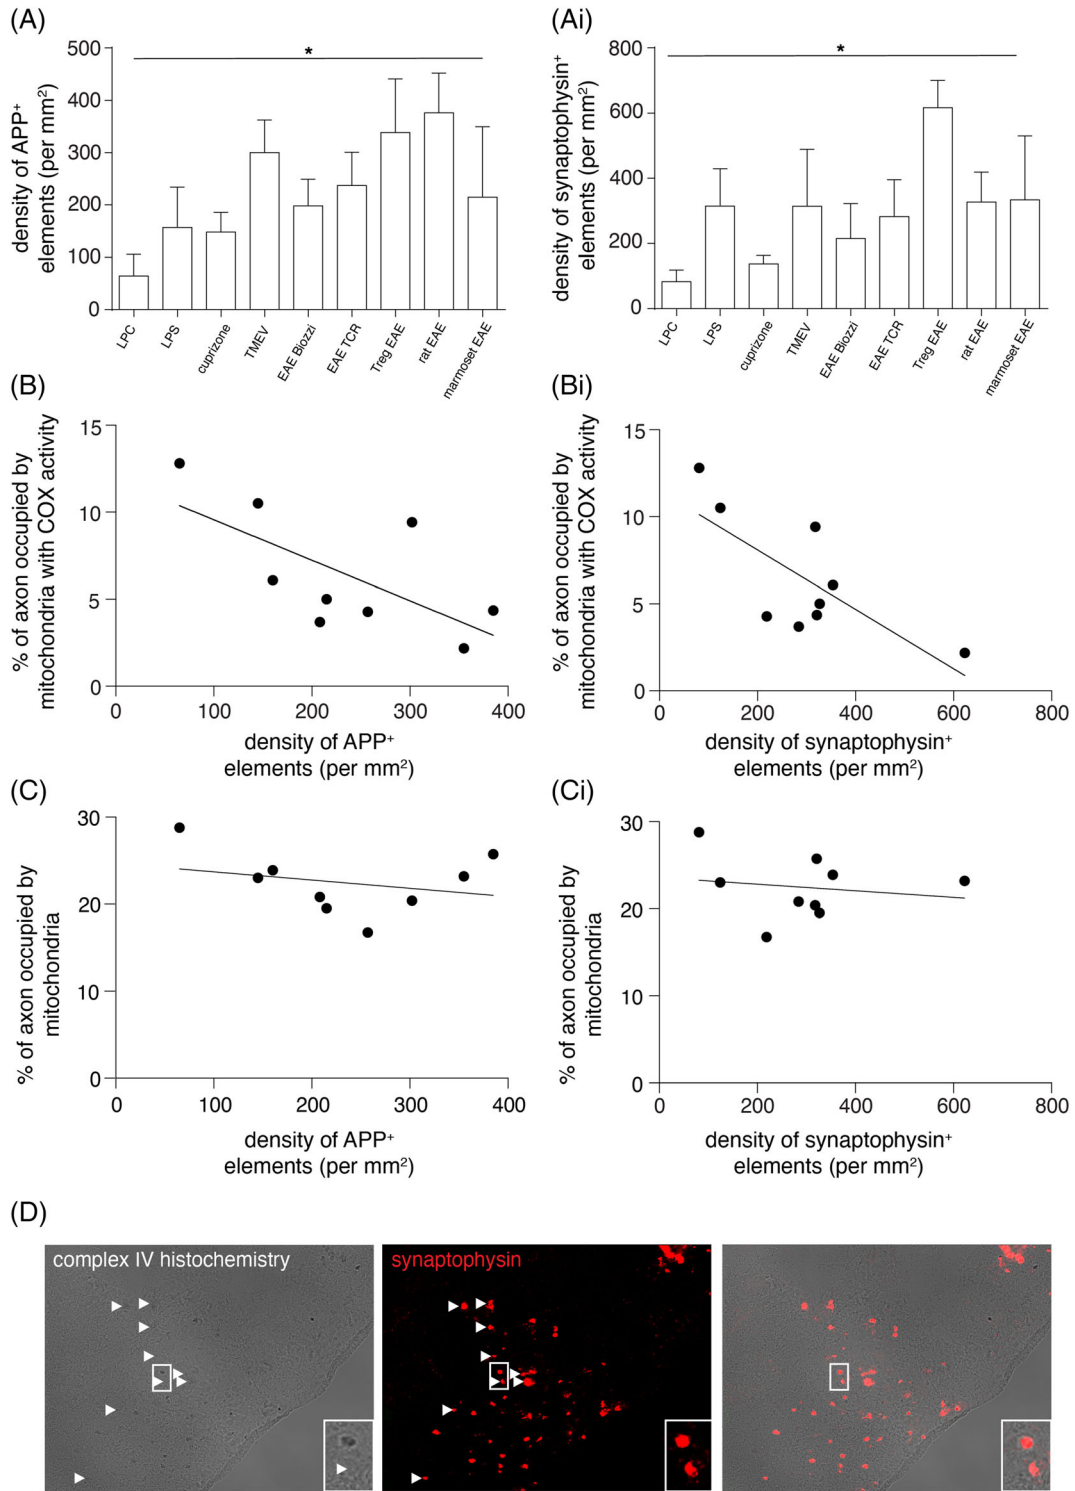 (A)
500
400
300
200
100
0
density of APP⁺
elements (per mm²)
*
LPC
LPS
cuprizone
TMEV
EAE Biozzi
EAE TCR
Treg EAE
rat EAE
marmoset EAE
(Ai)
800
600
400
200
0
density of synaptophysin⁺
elements (per mm²)
*
LPC
LPS
cuprizone
TMEV
EAE Biozzi
EAE TCR
Treg EAE
rat EAE
marmoset EAE
(B)
% of axon occupied by
mitochondria with COX activity
15
10
5
0
0 100 200 300 400
density of APP⁺
elements (per mm²)
(Bi)
% of axon occupied by
mitochondria with COX activity
15
10
5
0
0 200 400 600 800
density of synaptophysin⁺
elements (per mm²)
(C)
% of axon occupied by
mitochondria
30
20
10
0
0 100 200 300 400
density of APP⁺
elements (per mm²)
(Ci)
% of axon occupied by
mitochondria
30
20
10
0
0 200 400 600 800
density of synaptophysin⁺
elements (per mm²)
(D)
complex IV histochemistry
synaptophysin